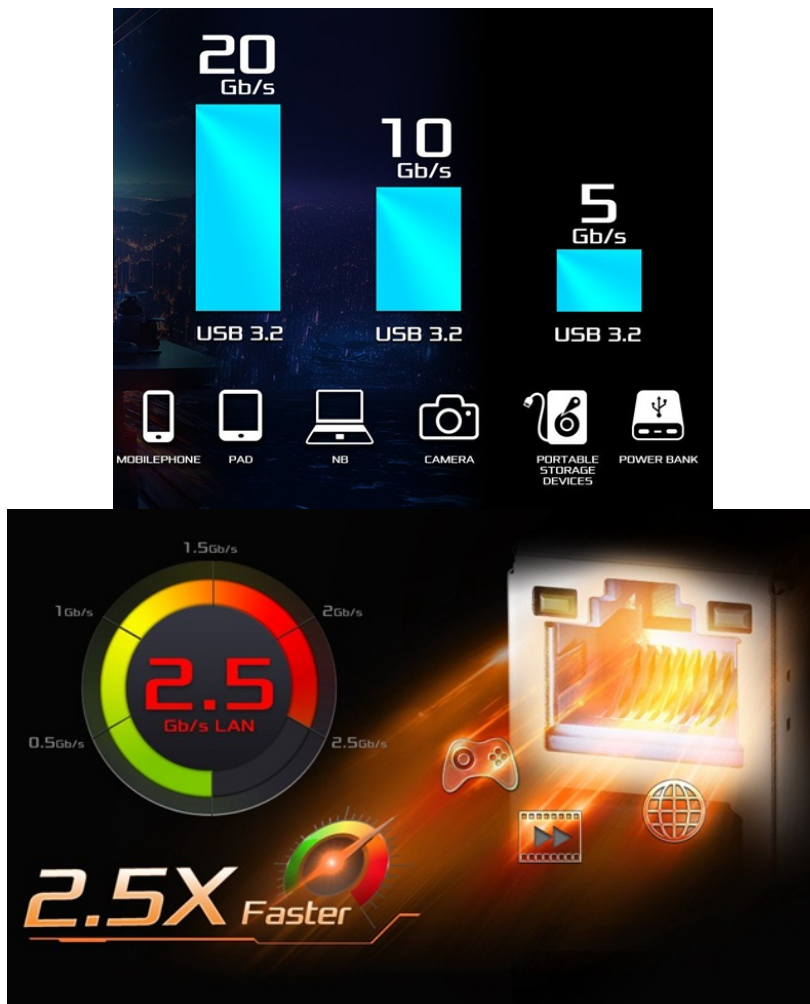 20
Gb/s
10
Gb/s
5
Gb/s
USB 3.2
USB 3.2
USB 3.2
MOBILEPHONE
PAD
NB
CAMERA
PORTABLE
STORAGE
DEVICES
POWER BANK
1.5Gb/s
1Gb/s
2Gb/s
2.5
Gb/s LAN
0.5Gb/s
2.5Gb/s
2.5X Faster